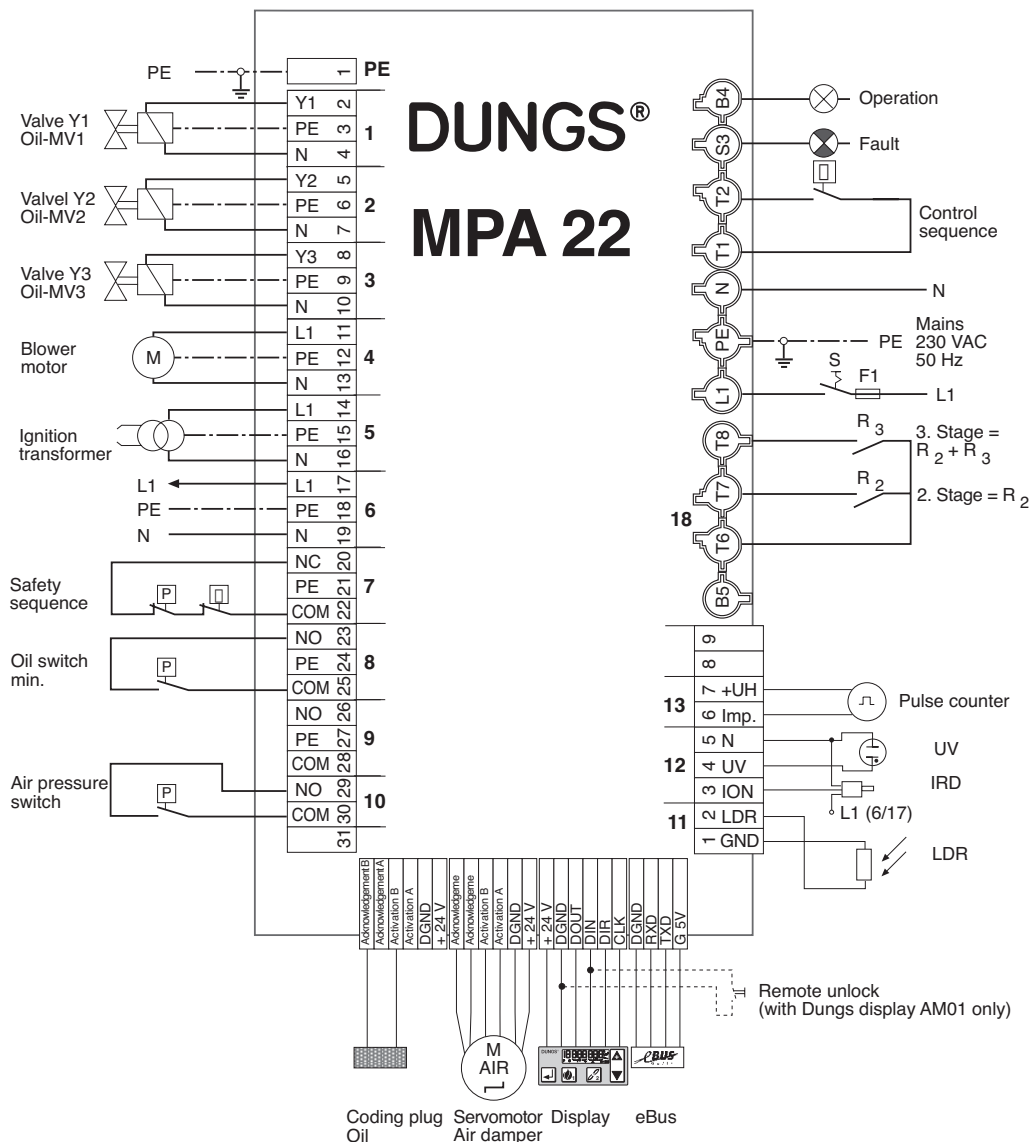 DUNGS®
MPA 22
PE
1
PE
Valve Y1
Oil-MV1
Y1 2
PE 3
N 4
1
Valvel Y2
Oil-MV2
Y2 5
PE 6
N 7
2
Valve Y3
Oil-MV3
Y3 8
PE 9
N 10
3
Blower
motor
M
L1 11
PE 12
N 13
4
Ignition
transformer
L1 14
PE 15
N 16
5
L1
PE
N
L1 17
PE 18
N 19
6
Safety
sequence
P
NC 20
PE 21
COM 22
7
Oil switch
min.
P
NO 23
PE 24
COM 25
8
NO 26
PE 27
COM 28
9
Air pressure
switch
P
NO 29
COM 30
31
10
B4
Operation
S3
Fault
T2
T1
Control
sequence
N
N
PE
PE
Mains
230 VAC
50 Hz
L1
S
F1
L1
T8
R3
3. Stage =
R2 + R3
T7
R2
2. Stage = R2
18
T6
B5
9
8
13
7 +UH
6 Imp.
Pulse counter
12
5 N
4 UV
3 ION
UV
IRD
L1 (6/17)
11
2 LDR
1 GND
LDR
Acknowledgement B
Acknowledgement A
Activation B
Activation A
DGND
+ 24 V
Acknowledgeme
Acknowledgeme
Activation B
Activation A
DGND
+ 24 V
+ 24 V
DGND
DOUT
DIN
DIR
CLK
DGND
RXD
TXD
G 5V
Remote unlock
(with Dungs display AM01 only)
M
AIR
DUNGS®
eBUS
Coding plug
Oil
Servomotor
Air damper
Display
eBus